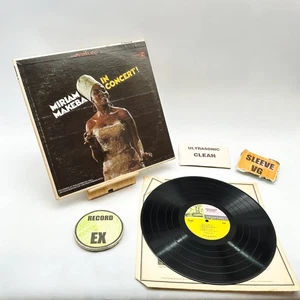 MIRIAM
MAKEBA
IN
CONCERT!
ULTRASONIC
CLEAN
SLEEVE
VG
RECORD
EX